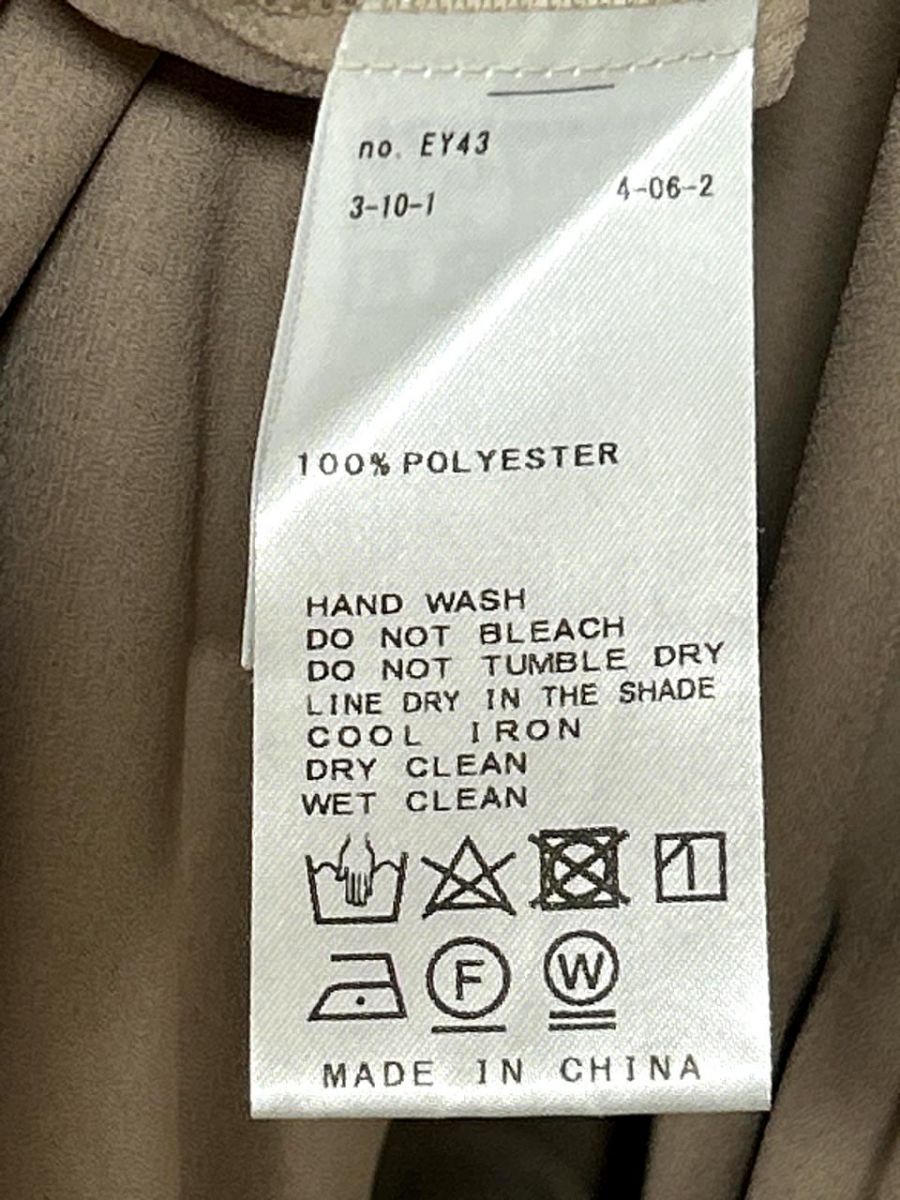 no. EY43
3-10-1 4-06-2
100% POLYESTER
HAND WASH
DO NOT BLEACH
DO NOT TUMBLE DRY
LINE DRY IN THE SHADE
COOL IRON
DRY CLEAN
WET CLEAN
F W
MADE IN CHINA